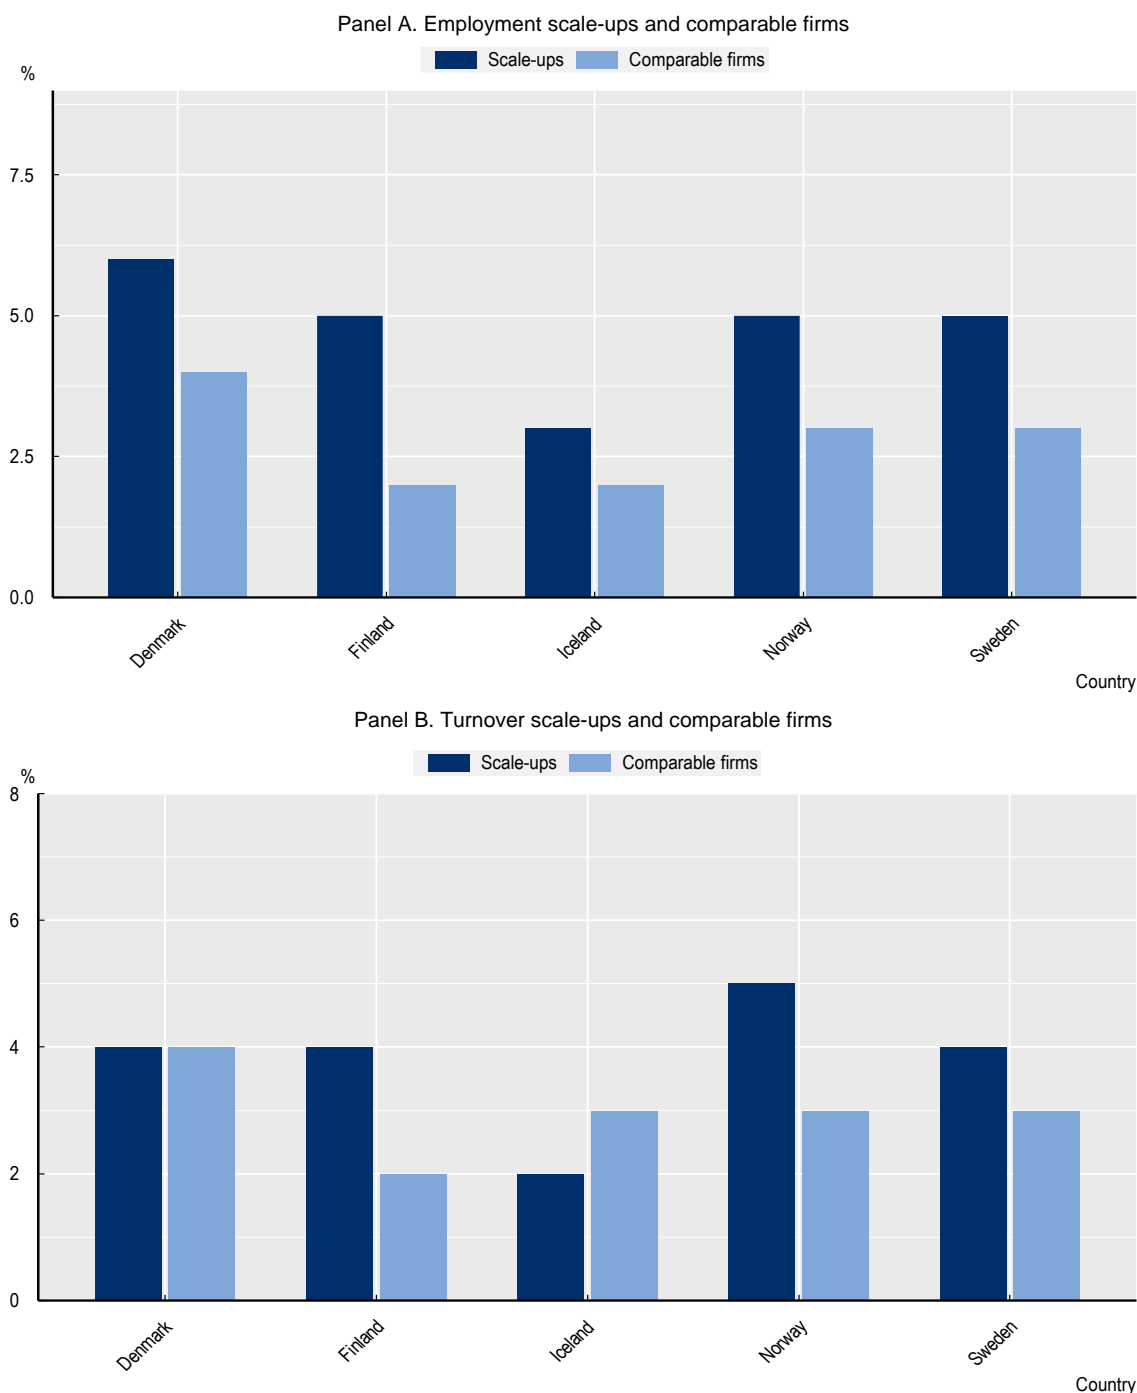 Panel A. Employment scale-ups and comparable firms
Scale-ups Comparable firms
%
7.5
5.0
2.5
0.0
Denmark Finland Iceland Norway Sweden
Country
Panel B. Turnover scale-ups and comparable firms
Scale-ups Comparable firms
%
8
6
4
2
0
Denmark Finland Iceland Norway Sweden
Country